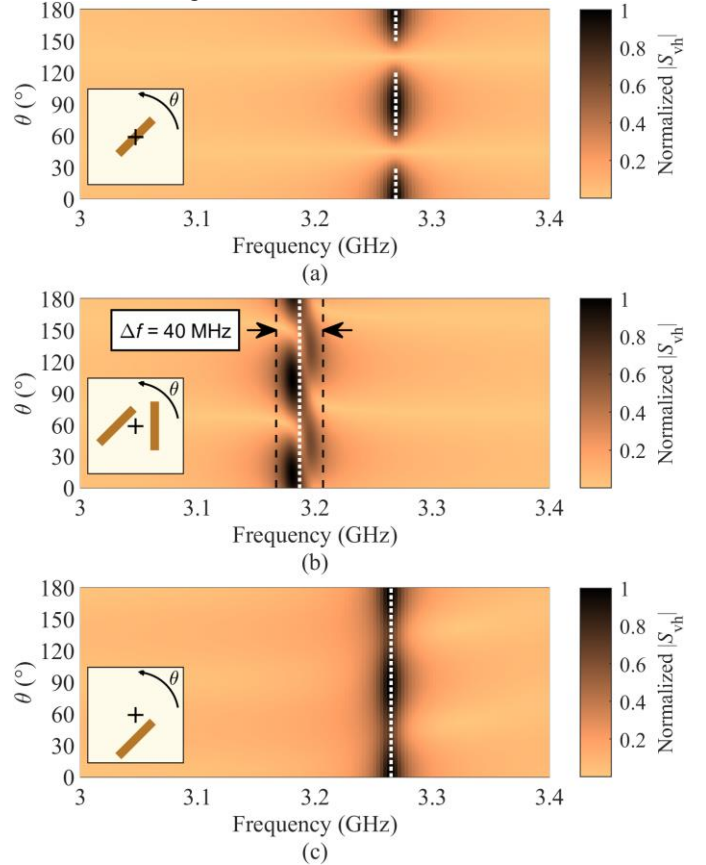 180
150
120
90
60
30
0
θ (°)
θ
3 3.1 3.2 3.3 3.4
Frequency (GHz)
1
0.8
0.6
0.4
0.2
Normalized |Svh|
(a)
180
150
120
90
60
30
0
θ (°)
Δf = 40 MHz
θ
3 3.1 3.2 3.3 3.4
Frequency (GHz)
1
0.8
0.6
0.4
0.2
Normalized |Svh|
(b)
180
150
120
90
60
30
0
θ (°)
θ
3 3.1 3.2 3.3 3.4
Frequency (GHz)
1
0.8
0.6
0.4
0.2
Normalized |Svh|
(c)